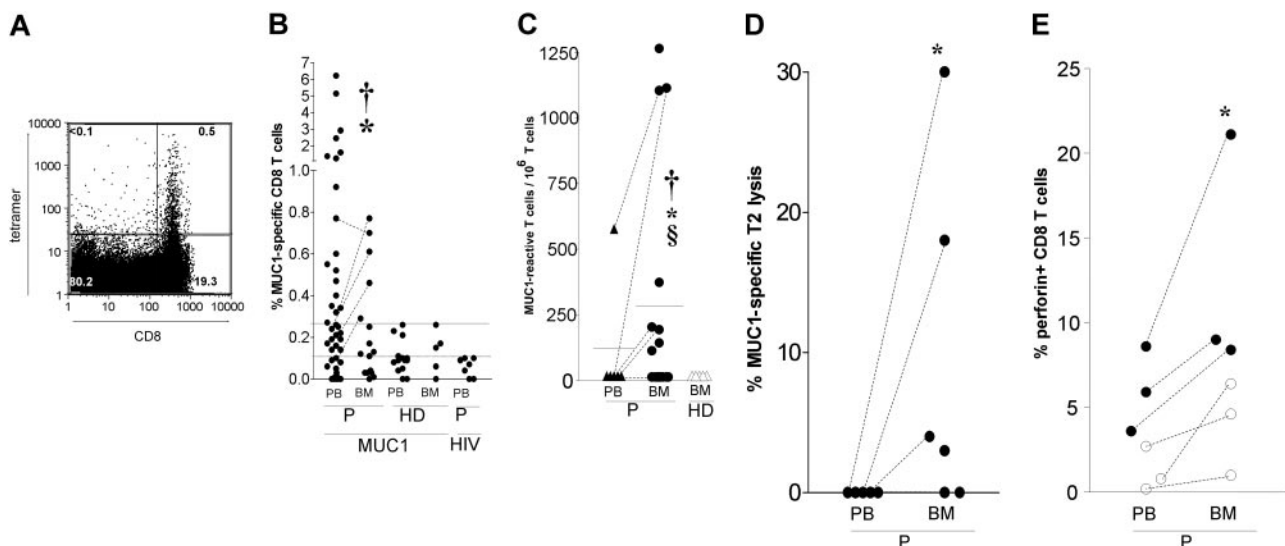 A
tetramer
10000
1000
100
10
1
<0.1
0.5
80.2
19.3
1 10 100 1000 10000
CD8
B
% MUC1-specific CD8 T cells
7
6
5
4
3
2
1.0
0.8
0.6
0.4
0.2
0.0
†
*
PB BM PB BM PB
P HD P
MUC1 HIV
C
MUC1-reactive T cells / 10⁶ T cells
1250
1000
750
500
250
0
†
*
§
PB BM BM
P HD
D
% MUC1-specific T2 lysis
30
20
10
0
*
PB BM
P
E
% perforin+ CD8 T cells
25
20
15
10
5
0
*
PB BM
P